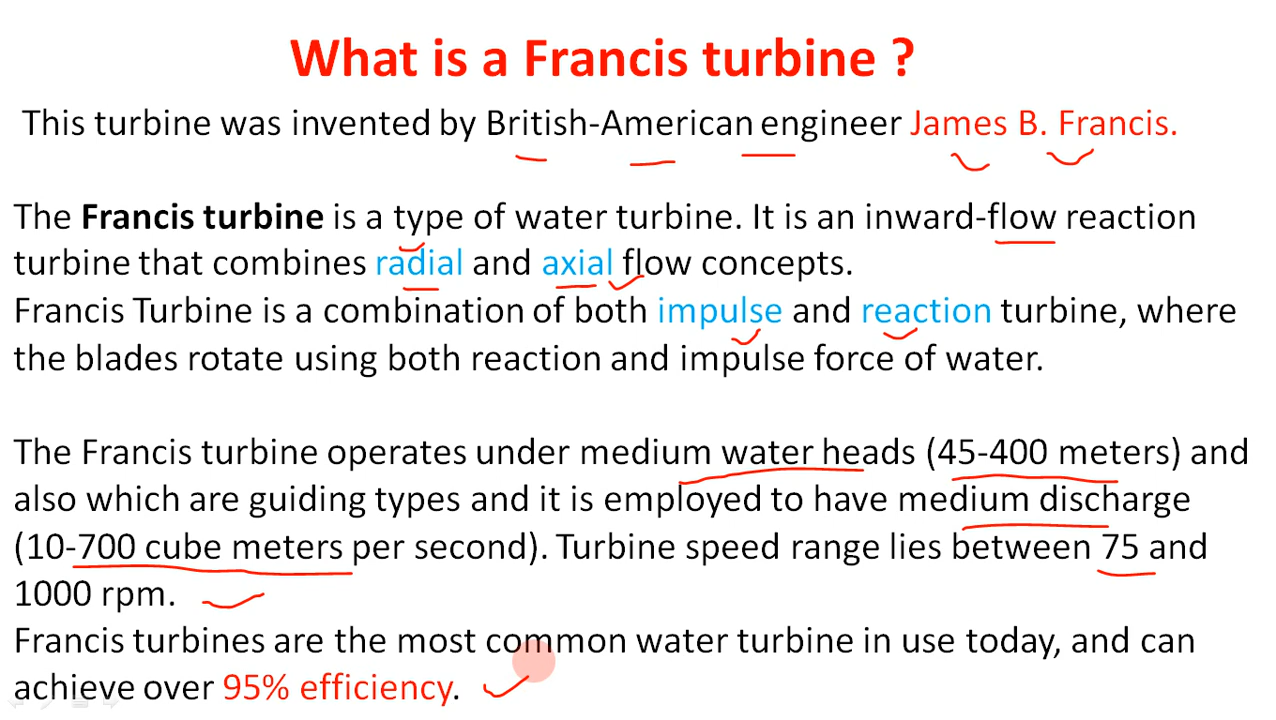 What is a Francis turbine ?
This turbine was invented by British-American engineer James B. Francis.
The Francis turbine is a type of water turbine. It is an inward-flow reaction
turbine that combines radial and axial flow concepts.
Francis Turbine is a combination of both impulse and reaction turbine, where
the blades rotate using both reaction and impulse force of water.
The Francis turbine operates under medium water heads (45-400 meters) and
also which are guiding types and it is employed to have medium discharge
(10-700 cube meters per second). Turbine speed range lies between 75 and
1000 rpm.
Francis turbines are the most common water turbine in use today, and can
achieve over 95% efficiency.